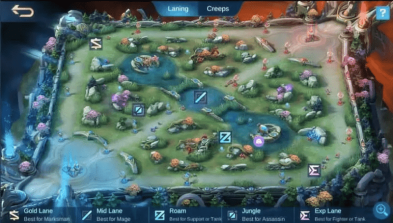 Laning Creeps
?
Gold Lane Mid Lane Roam Jungle Exp Lane
Best for Marksman Best for Mage Best for Support or Tank Best for Assassin Best for Fighter or Tank